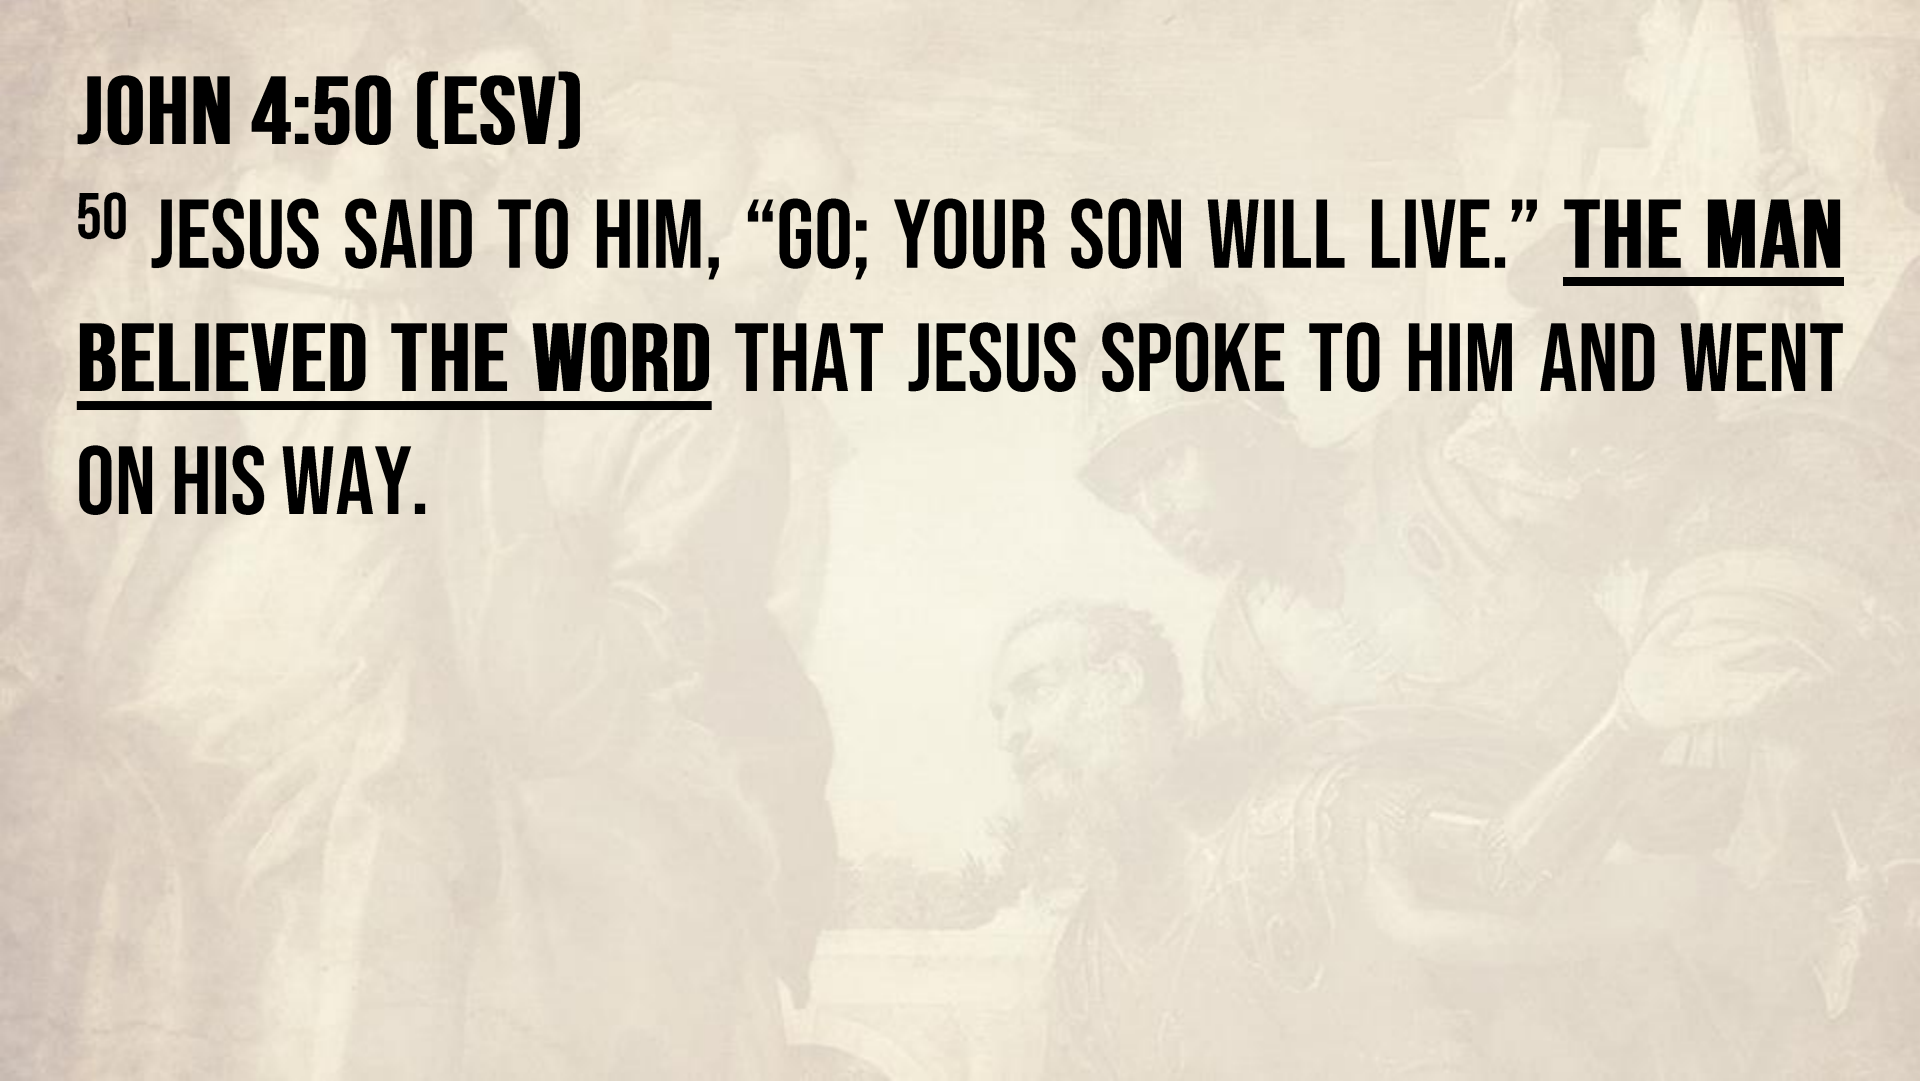 JOHN 4:50 (ESV)
50 JESUS SAID TO HIM, “GO; YOUR SON WILL LIVE.” THE MAN
BELIEVED THE WORD THAT JESUS SPOKE TO HIM AND WENT
ON HIS WAY.